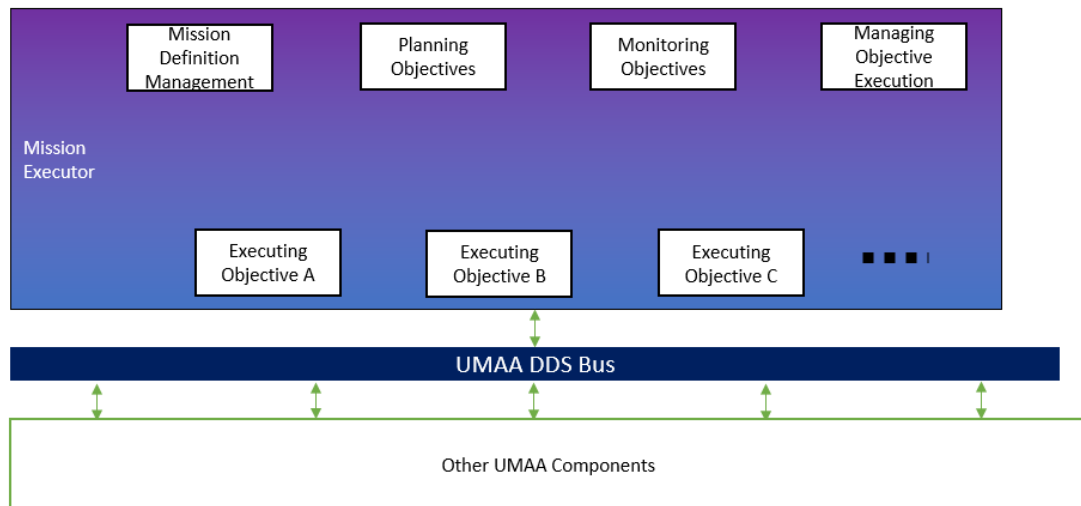 Mission
Definition
Management
Planning
Objectives
Monitoring
Objectives
Managing
Objective
Execution
Mission
Executor
Executing
Objective A
Executing
Objective B
Executing
Objective C
UMAA DDS Bus
Other UMAA Components